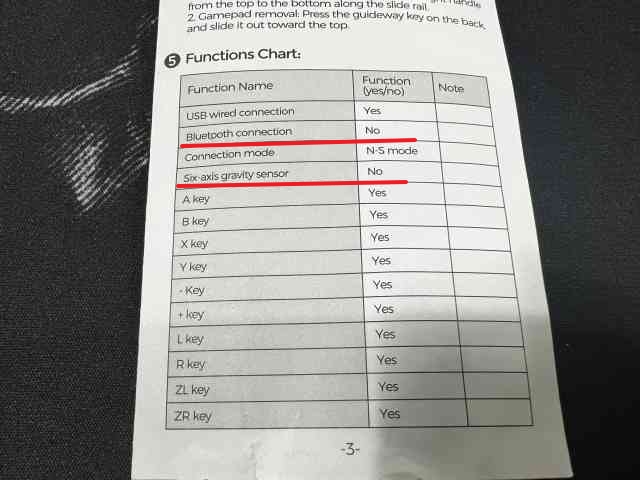 from the top to the bottom along the slide rail.
2. Gamepad removal: Press the guideway key on the back,
and slide it out toward the top.
5 Functions Chart:
Function Name Function (yes/no) Note
USB wired connection Yes
Bluetpoth connection No
Connection mode N-S mode
Six-axis gravity sensor No
A key Yes
B key Yes
X key Yes
Y key Yes
- Key Yes
+ key Yes
L key Yes
R key Yes
ZL key Yes
ZR key Yes
-3-